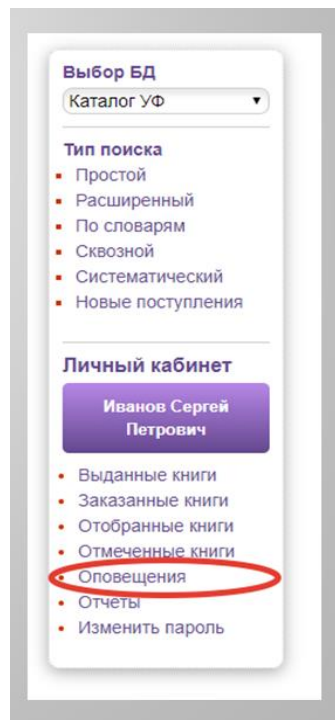 Выбор БД
Каталог УФ
Тип поиска
Простой
Расширенный
По словарям
Сквозной
Систематический
Новые поступления
Личный кабинет
Иванов Сергей
Петрович
Выданные книги
Заказанные книги
Отобранные книги
Отмеченные книги
Оповещения
Отчеты
Изменить пароль